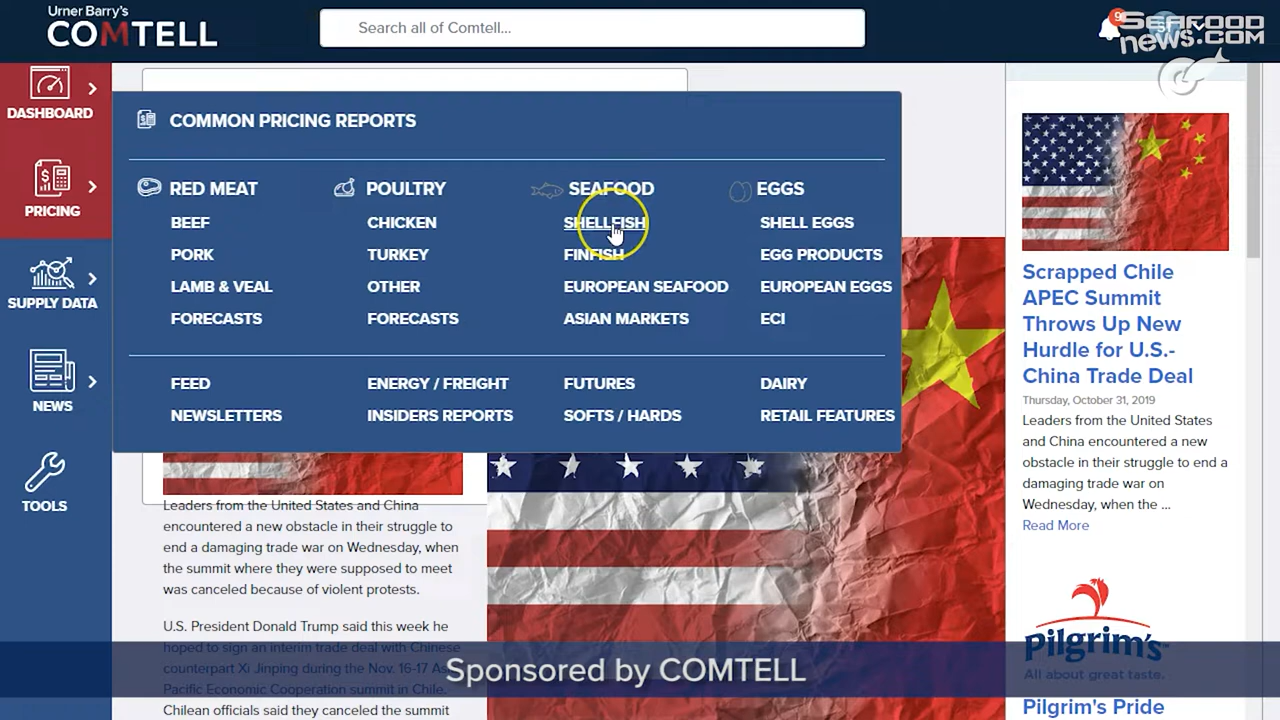 Urner Barry's
COMTELL
Search all of Comtell...
SEAFOOD
NEWS.COM
DASHBOARD
PRICING
SUPPLY DATA
NEWS
TOOLS
COMMON PRICING REPORTS
RED MEAT
BEEF
PORK
LAMB & VEAL
FORECASTS
POULTRY
CHICKEN
TURKEY
OTHER
FORECASTS
SEAFOOD
SHELLFISH
FINFISH
EUROPEAN SEAFOOD
ASIAN MARKETS
EGGS
SHELL EGGS
EGG PRODUCTS
EUROPEAN EGGS
ECI
FEED
NEWSLETTERS
ENERGY / FREIGHT
INSIDERS REPORTS
FUTURES
SOFTS / HARDS
DAIRY
RETAIL FEATURES
Leaders from the United States and China
encountered a new obstacle in their struggle to
end a damaging trade war on Wednesday, when
the summit where they were supposed to meet
was canceled because of violent protests.
U.S. President Donald Trump said this week he
hoped to sign an interim trade deal with Chinese
counterpart Xi Jinping during the Nov. 16-17
Pacific Economic Cooperation summit in Chile.
Chilean officials said they canceled the summit
Scrapped Chile
APEC Summit
Throws Up New
Hurdle for U.S.-
China Trade Deal
Thursday, October 31, 2019
Leaders from the United States
and China encountered a new
obstacle in their struggle to end a
damaging trade war on
Wednesday, when the ...
Read More
Pilgrim's
All about great taste.
Pilgrim's Pride
Sponsored by COMTELL